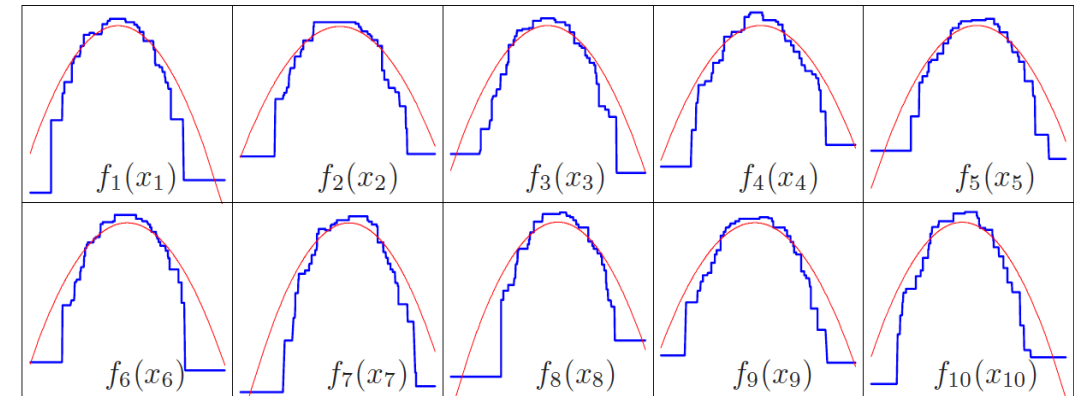 f₁(x₁) f₂(x₂) f₃(x₃) f₄(x₄) f₅(x₅)
f₆(x₆) f₇(x₇) f₈(x₈) f₉(x₉) f₁₀(x₁₀)